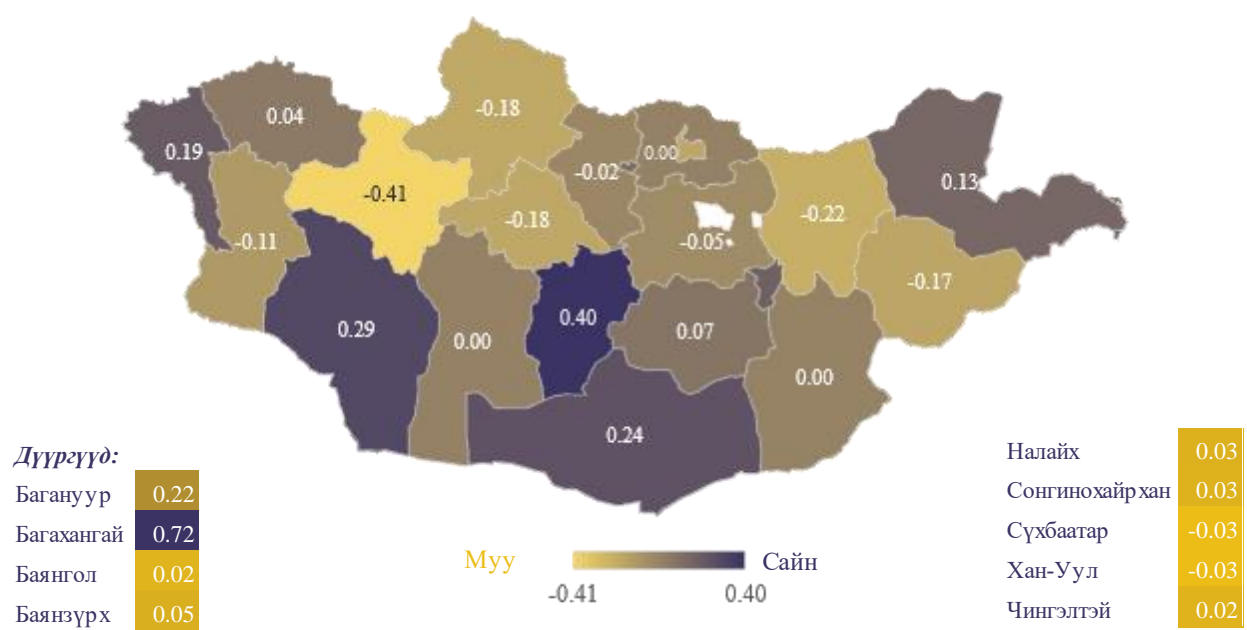 -0.18
0.04
0.19
0.00
-0.02
0.13
-0.41
-0.22
-0.18
-0.11
-0.05
-0.17
0.40
0.29
0.07
0.00
0.00
0.24
Дүүргүүд:
Багануур 0.22
Багахангай 0.72
Баянгол 0.02
Баянзүрх 0.05
Муу
Сайн
-0.41 0.40
Налайх 0.03
Сонгинохайрхан 0.03
Сүхбаатар -0.03
Хан-Уул -0.03
Чингэлтэй 0.02